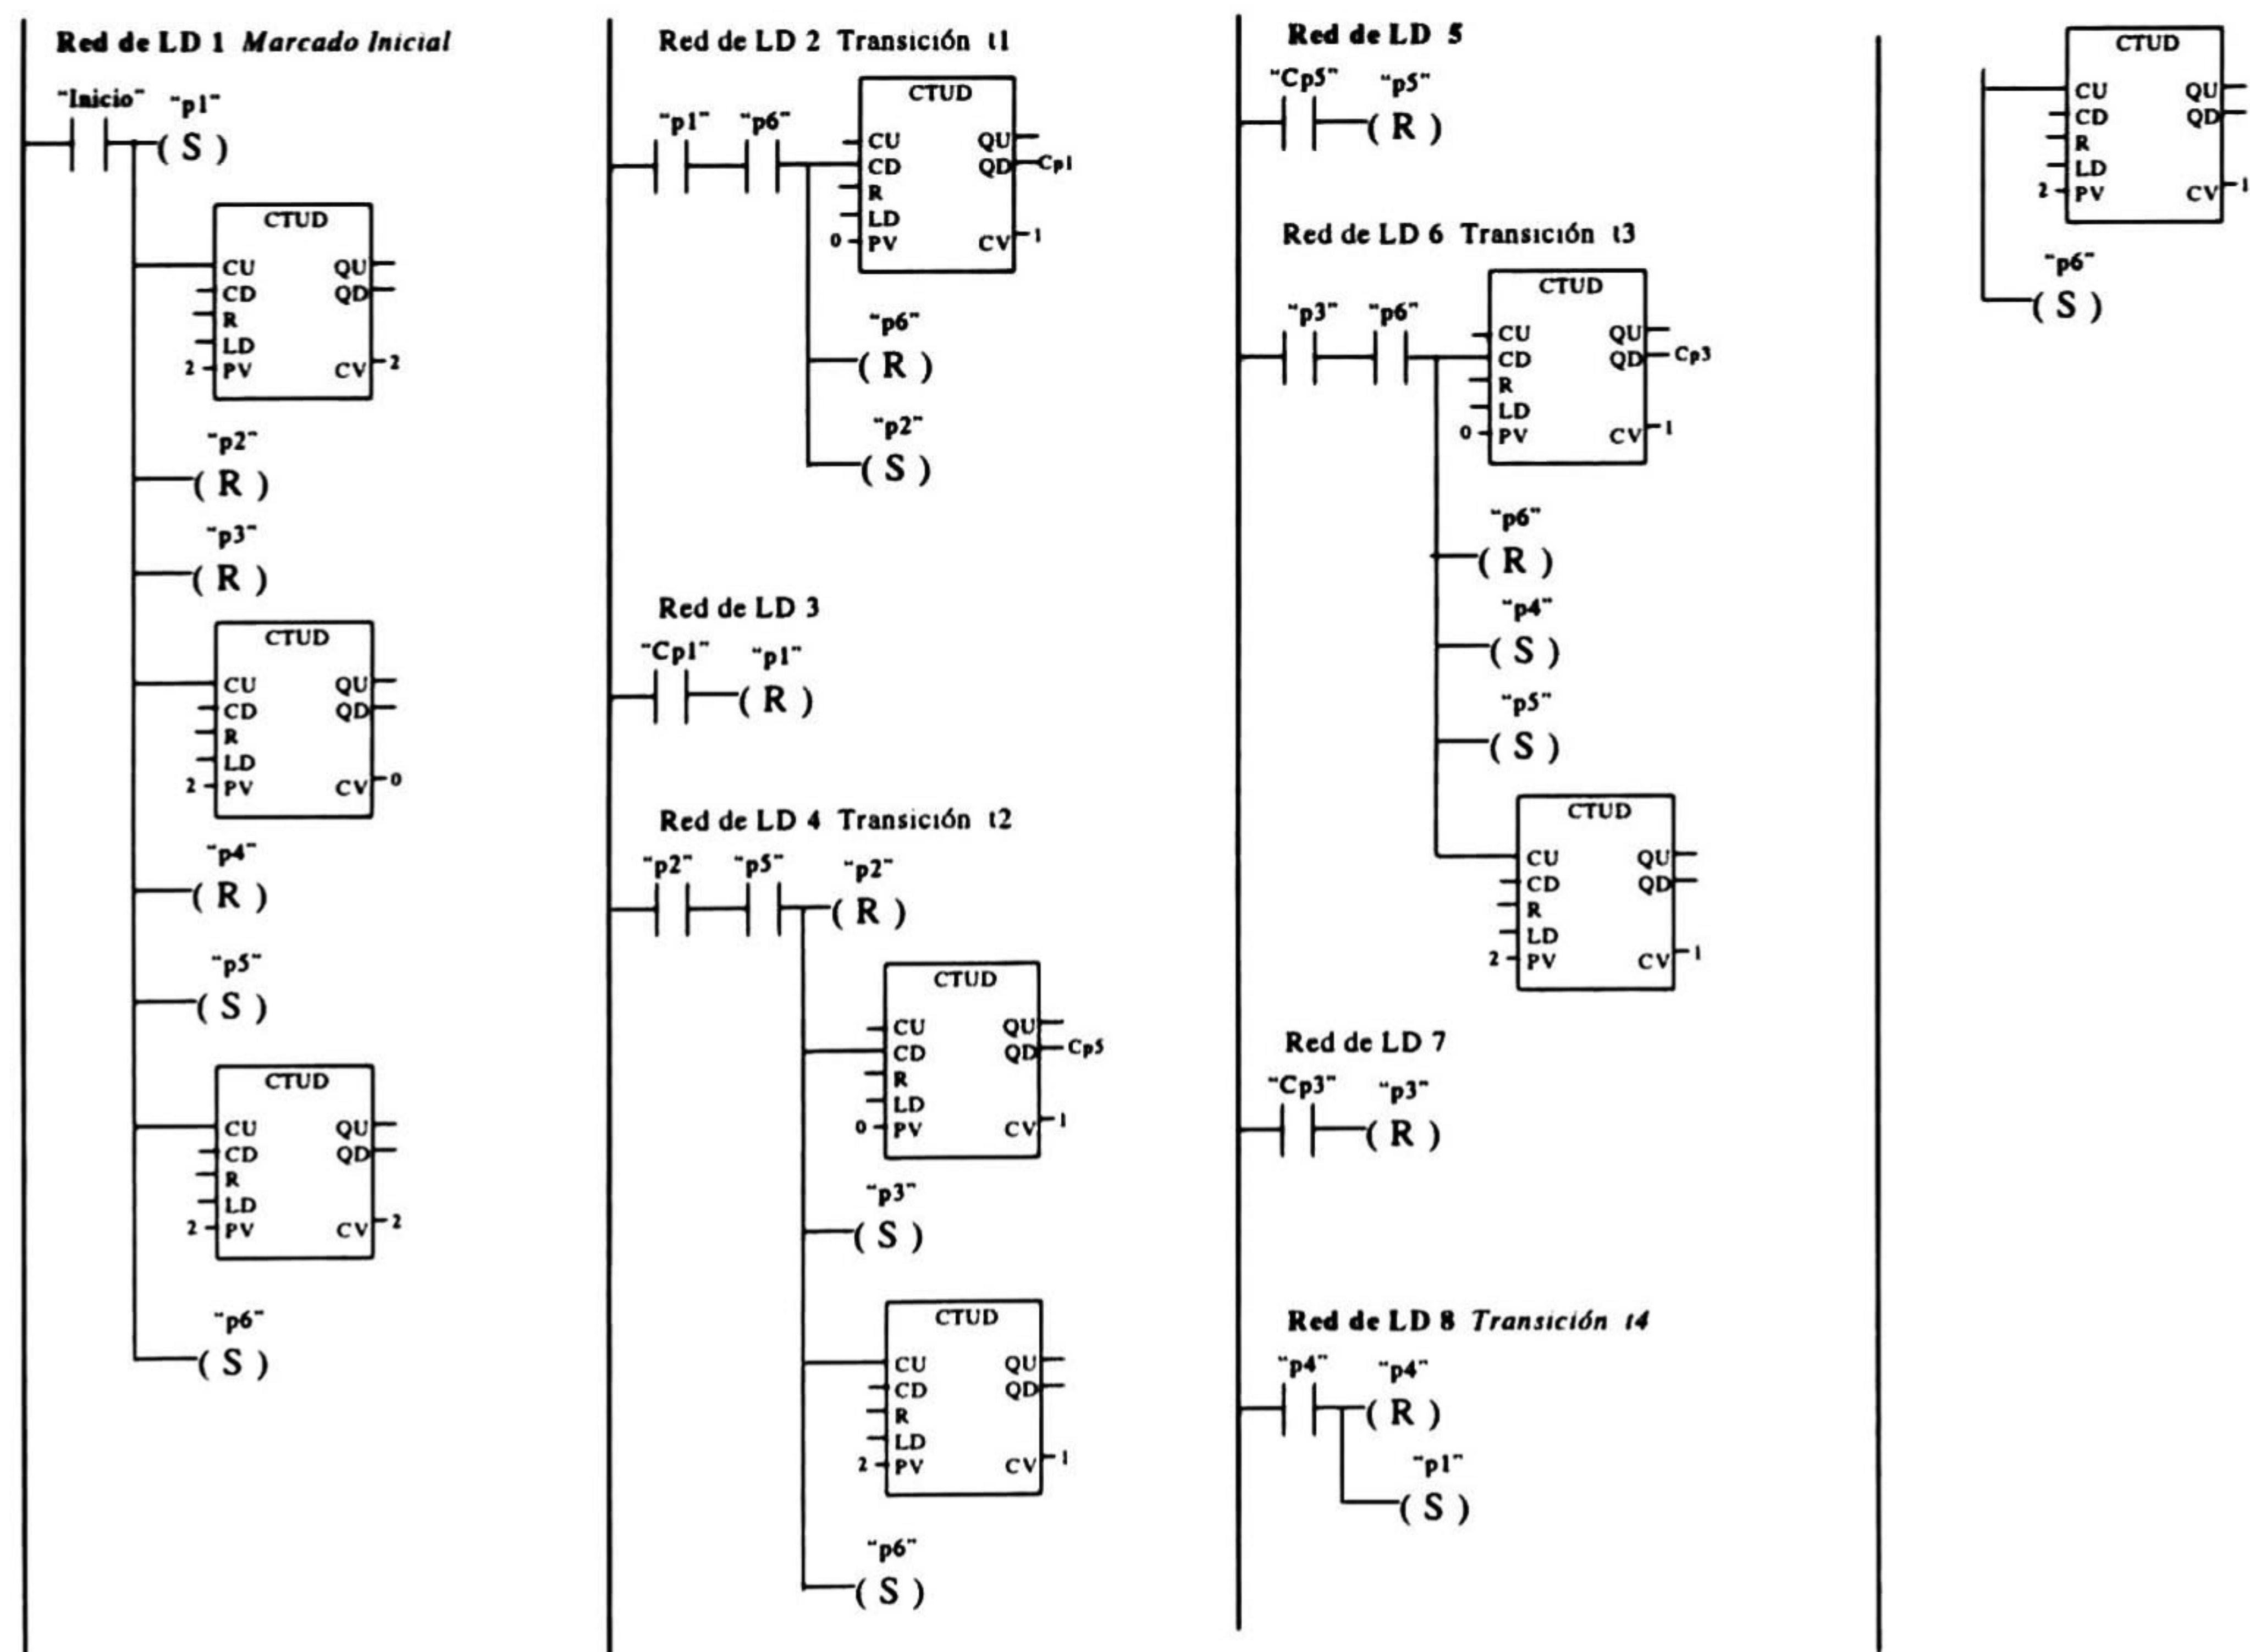 Red de LD 1 Marcado Inicial
"Inicio" "p1"
( S )
CTUD
CU QU
CD QD
R
LD
2 PV CV 2
"p2"
( R )
"p3"
( R )
CTUD
CU QU
CD QD
R
LD
2 PV CV 0
"p4"
( R )
"p5"
( S )
CTUD
CU QU
CD QD
R
LD
2 PV CV 2
"p6"
( S )
Red de LD 2 Transición t1
"p1" "p6"
CTUD
CU QU
CD QD Cp1
R
LD
0 PV CV 1
"p6"
( R )
"p2"
( S )
Red de LD 3
"Cp1" "p1"
( R )
Red de LD 4 Transición t2
"p2" "p5" "p2"
( R )
CTUD
CU QU
CD QD Cp5
R
LD
0 PV CV 1
"p3"
( S )
CTUD
CU QU
CD QD
R
LD
2 PV CV 1
"p6"
( S )
Red de LD 5
"Cp5" "p5"
( R )
Red de LD 6 Transición t3
"p3" "p6"
CTUD
CU QU
CD QD Cp3
R
LD
0 PV CV 1
"p6"
( R )
"p4"
( S )
"p5"
( S )
CTUD
CU QU
CD QD
R
LD
2 PV CV 1
Red de LD 7
"Cp3" "p3"
( R )
Red de LD 8 Transición t4
"p4" "p4"
( R )
"p1"
( S )
CTUD
CU QU
CD QD
R
LD
2 PV CV 1
"p6"
( S )